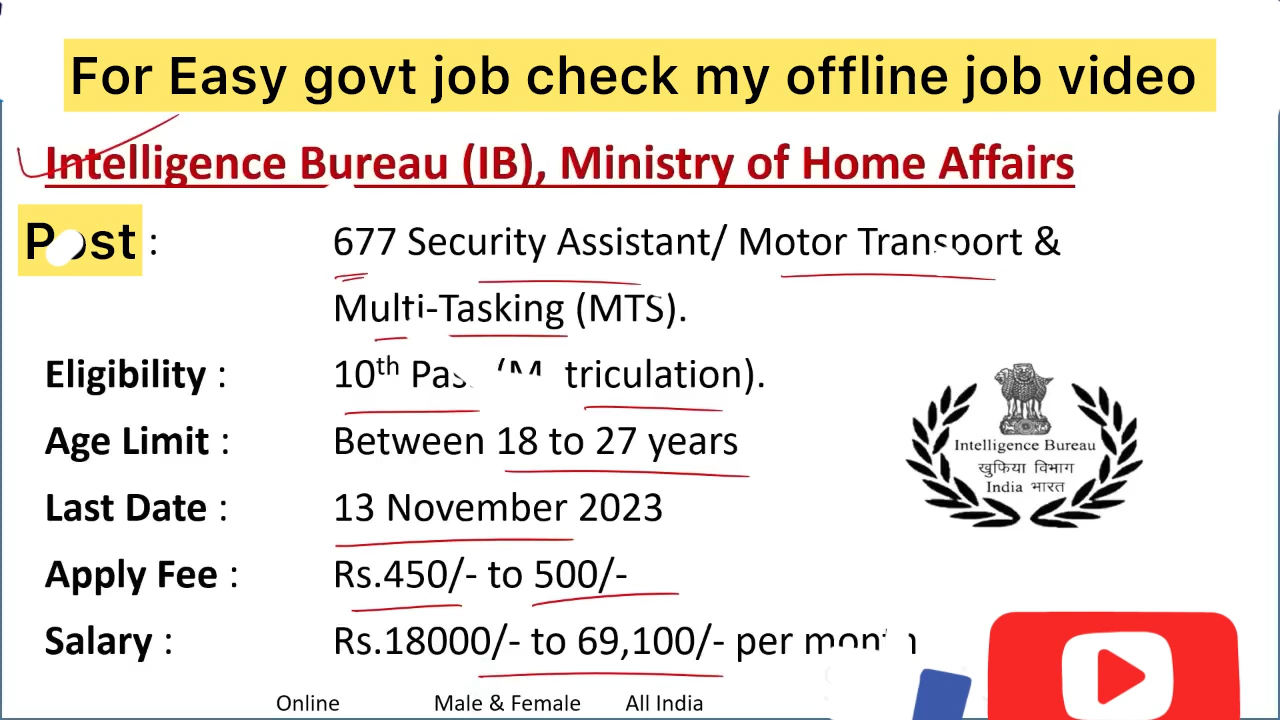 For Easy govt job check my offline job video
Intelligence Bureau (IB), Ministry of Home Affairs
Post : 677 Security Assistant/ Motor Transport &
Multi-Tasking (MTS).
Eligibility : 10th Pass (Matriculation).
Age Limit : Between 18 to 27 years
Last Date : 13 November 2023
Apply Fee : Rs.450/- to 500/-
Salary : Rs.18000/- to 69,100/- per month
Intelligence Bureau
खुफिया विभाग
India भारत
Online Male & Female All India